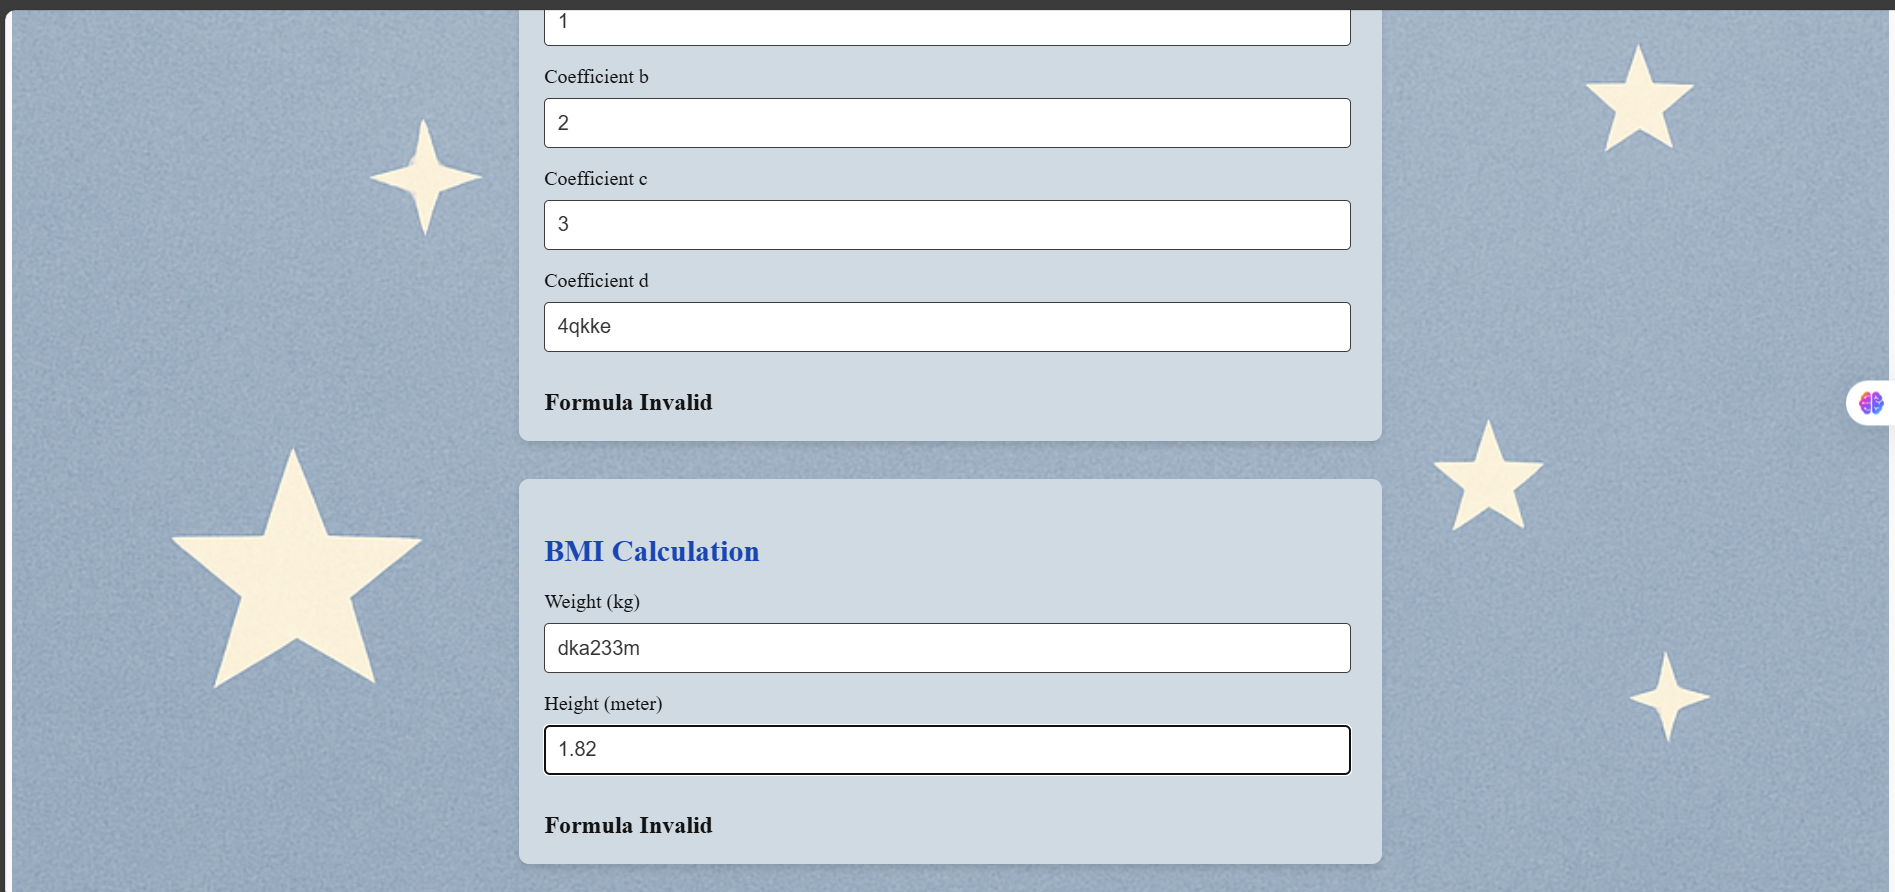 1
Coefficient b
2
Coefficient c
3
Coefficient d
4qkke
Formula Invalid
BMI Calculation
Weight (kg)
dka233m
Height (meter)
1.82
Formula Invalid